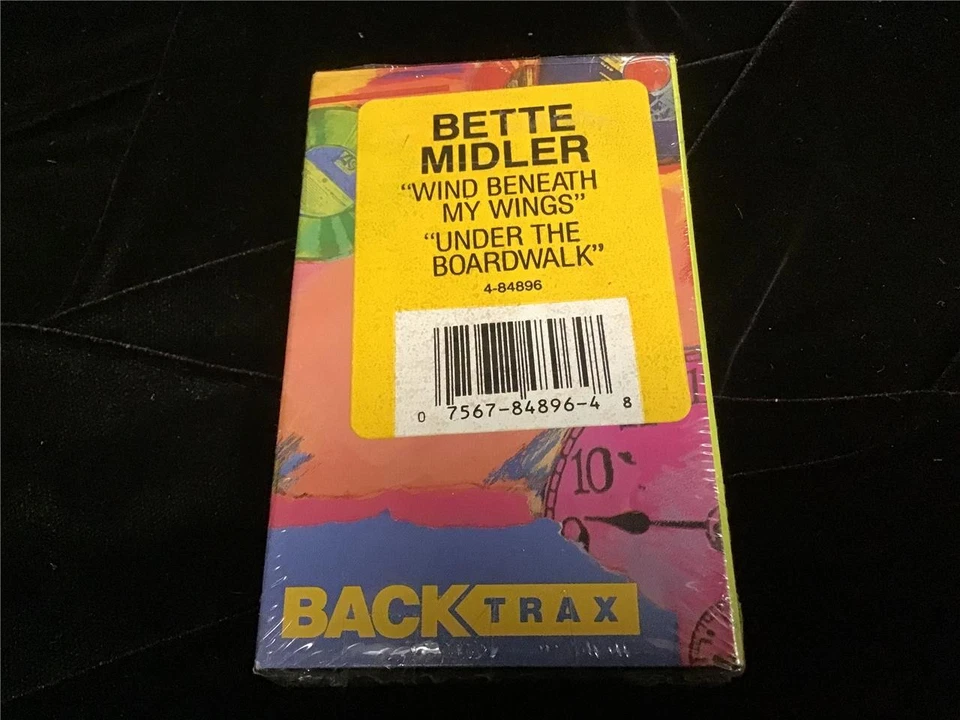 BETTE
MIDLER
“WIND BENEATH
MY WINGS”
“UNDER THE
BOARDWALK”
4-84896
0 7567-84896-4 8
10
BACK TRAX